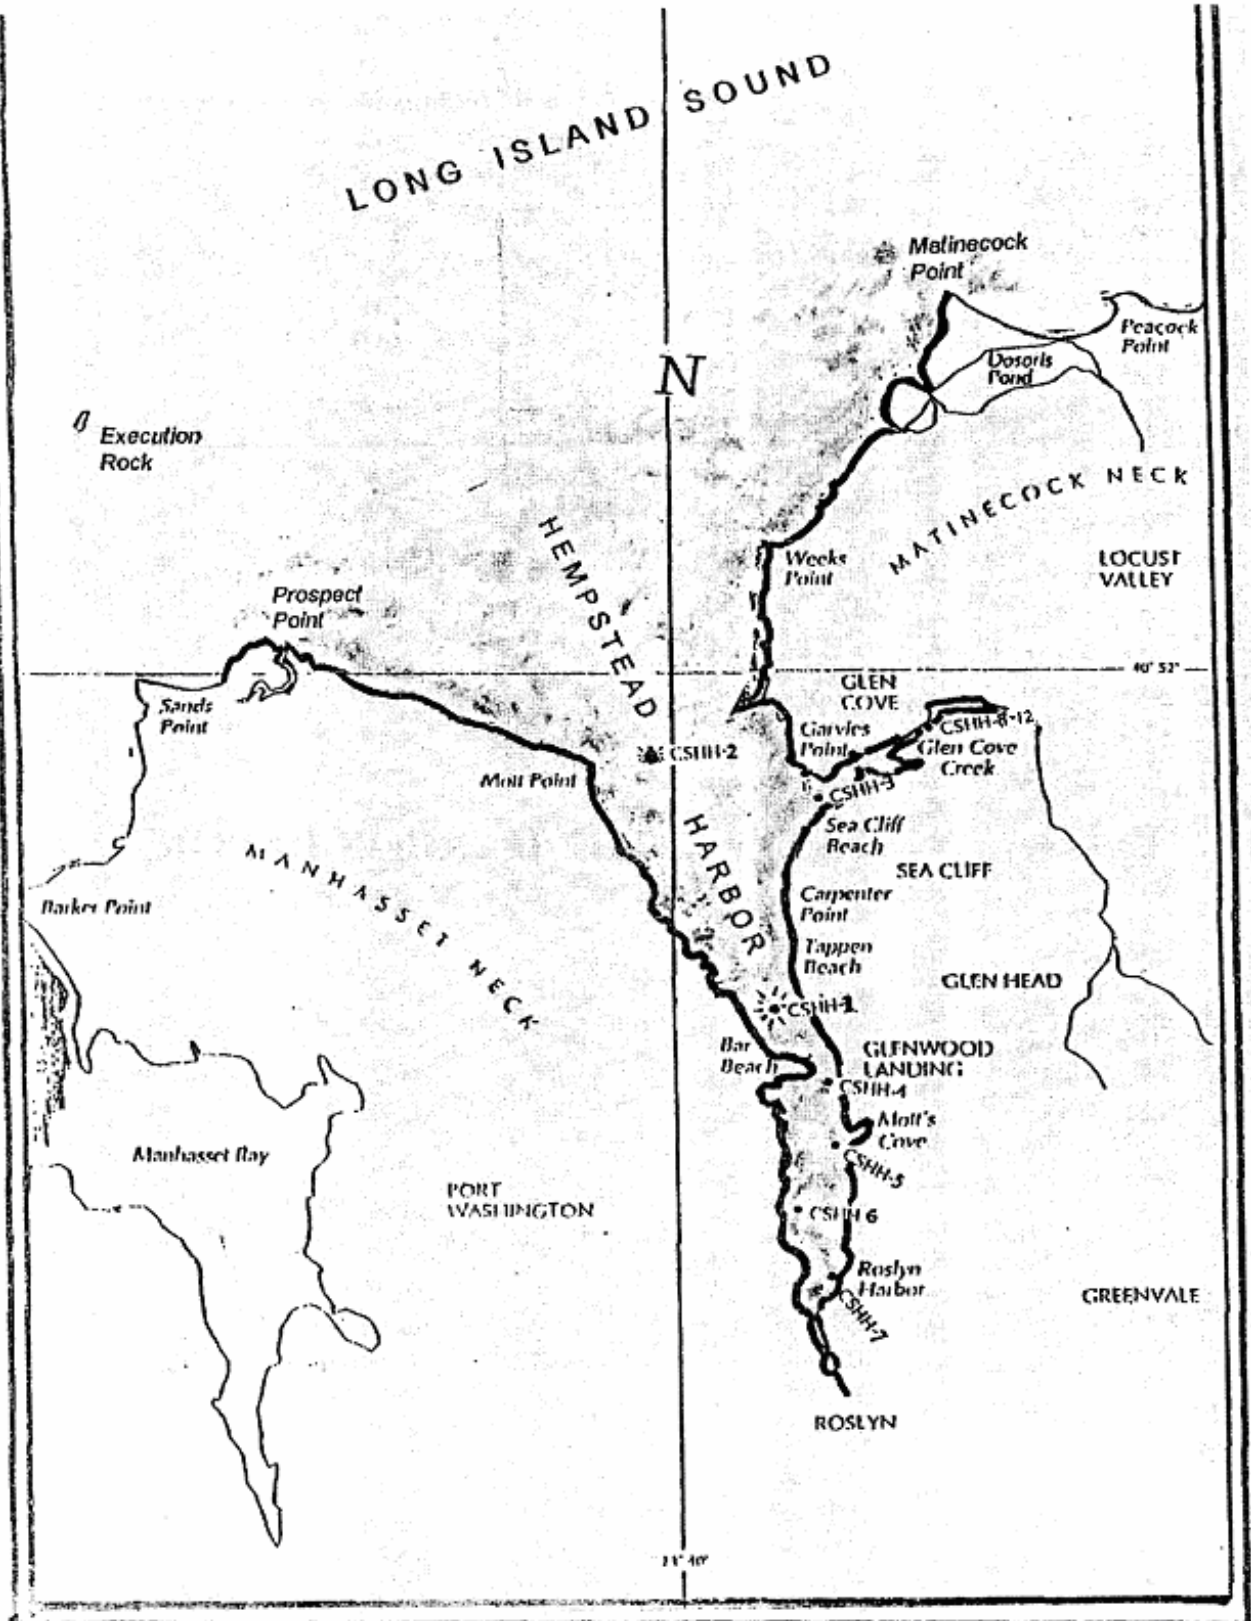 LONG ISLAND SOUND
Matinecock
Point
Peacock
Point
Dosoris
Pond
N
Execution
Rock
MATINECOCK NECK
HEMPSTEAD
HARBOR
Weeks
Point
LOCUST
VALLEY
Prospect
Point
40° 52'
Sands
Point
GLEN
COVE
CSHH-8-12
Garvies
Point
Glen Cove
Creek
CSHH-2
Mott Point
CSHH-3
Sea Cliff
Beach
SEA CLIFF
MANHASSET NECK
Barker Point
Carpenter
Point
Tappen
Beach
GLEN HEAD
CSHH-1
Bar
Beach
GLENWOOD
LANDING
CSHH-4
Mott's
Cove
Manhasset Bay
CSHH-5
PORT
WASHINGTON
CSHH 6
Roslyn
Harbor
CSHH-7
GREENVALE
ROSLYN